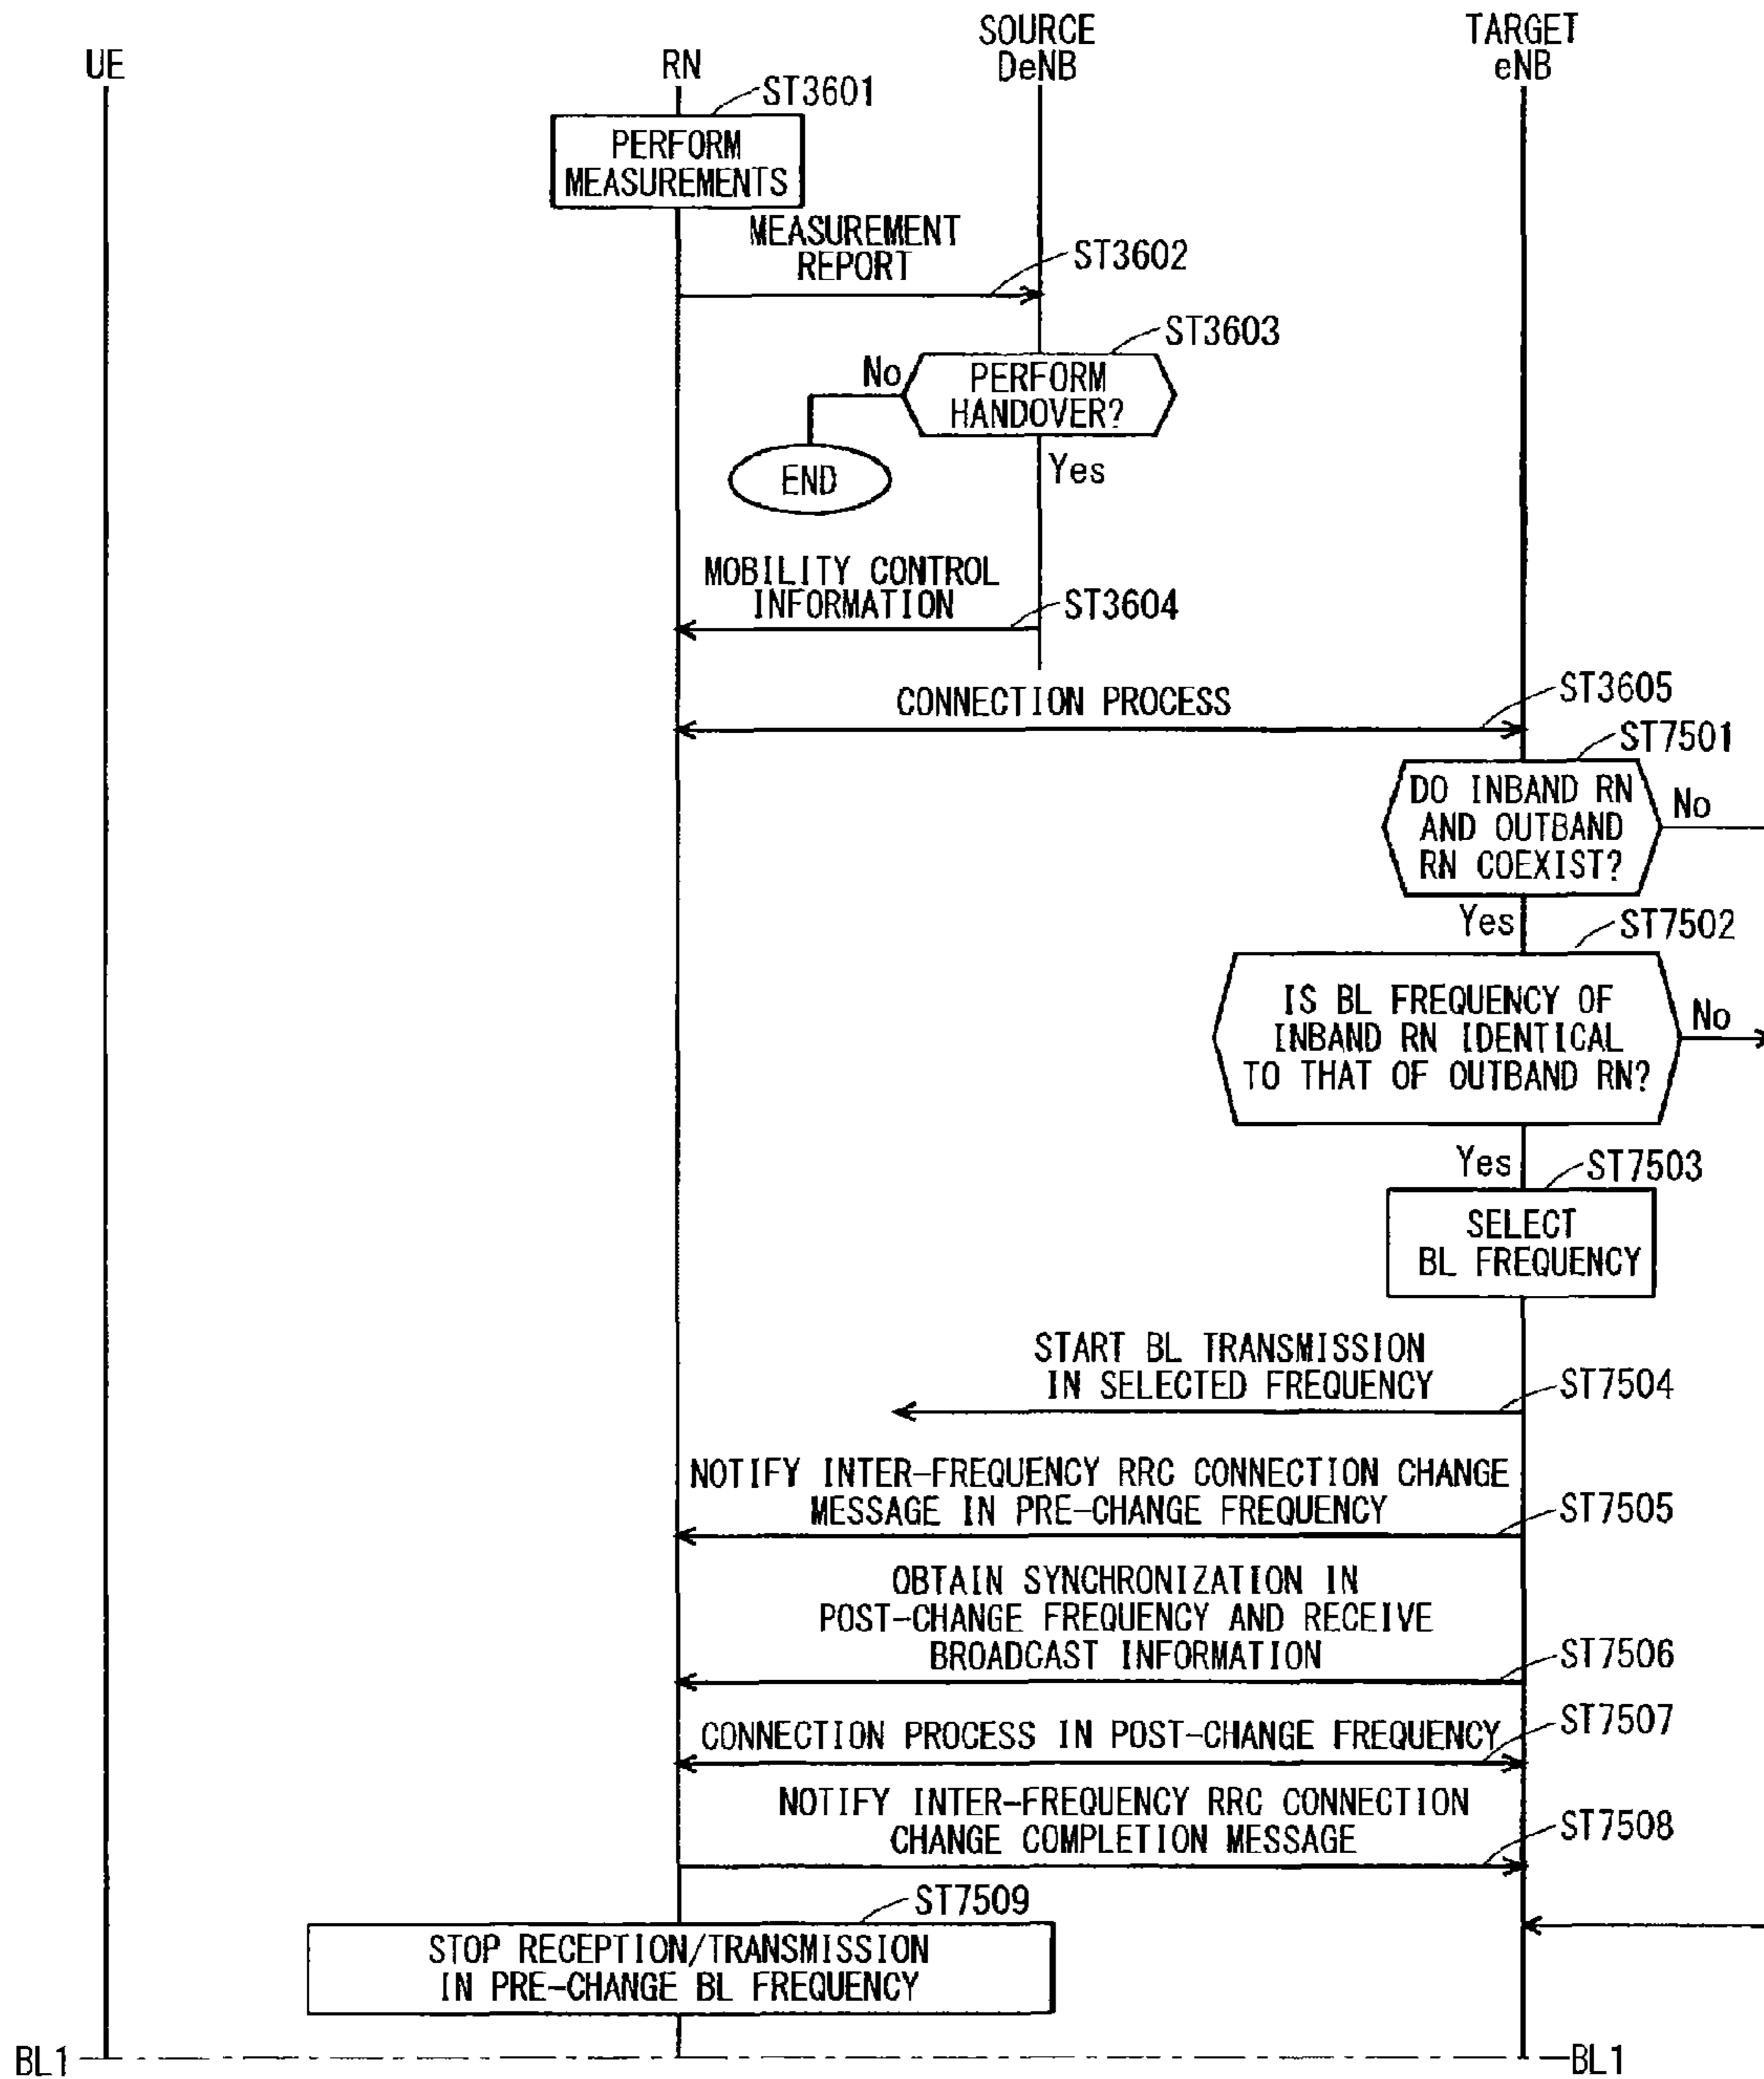 UE
RN
SOURCE
DeNB
TARGET
eNB
ST3601
PERFORM
MEASUREMENTS
MEASUREMENT
REPORT
ST3602
ST3603
No
PERFORM
HANDOVER?
END
Yes
MOBILITY CONTROL
INFORMATION
ST3604
CONNECTION PROCESS
ST3605
ST7501
DO INBAND RN
AND OUTBAND
RN COEXIST?
No
Yes
ST7502
IS BL FREQUENCY OF
INBAND RN IDENTICAL
TO THAT OF OUTBAND RN?
No
Yes
ST7503
SELECT
BL FREQUENCY
START BL TRANSMISSION
IN SELECTED FREQUENCY
ST7504
NOTIFY INTER-FREQUENCY RRC CONNECTION CHANGE
MESSAGE IN PRE-CHANGE FREQUENCY
ST7505
OBTAIN SYNCHRONIZATION IN
POST-CHANGE FREQUENCY AND RECEIVE
BROADCAST INFORMATION
ST7506
CONNECTION PROCESS IN POST-CHANGE FREQUENCY
ST7507
NOTIFY INTER-FREQUENCY RRC CONNECTION
CHANGE COMPLETION MESSAGE
ST7508
ST7509
STOP RECEPTION/TRANSMISSION
IN PRE-CHANGE BL FREQUENCY
BL1
BL1